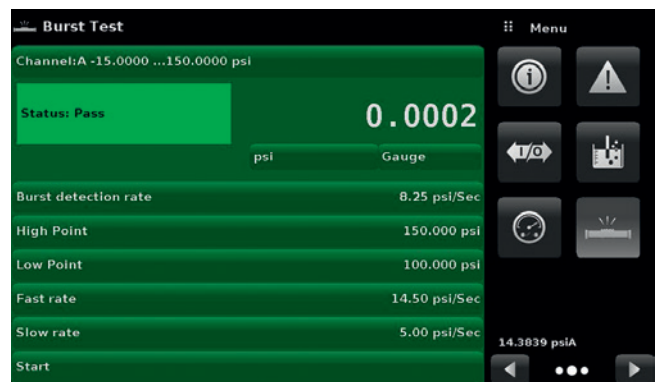 Burst Test
Menu
Channel:A -15.0000 ...150.0000 psi
Status: Pass
0.0002
psi Gauge
Burst detection rate 8.25 psi/Sec
High Point 150.000 psi
Low Point 100.000 psi
Fast rate 14.50 psi/Sec
Slow rate 5.00 psi/Sec
Start
I/O
14.3839 psiA